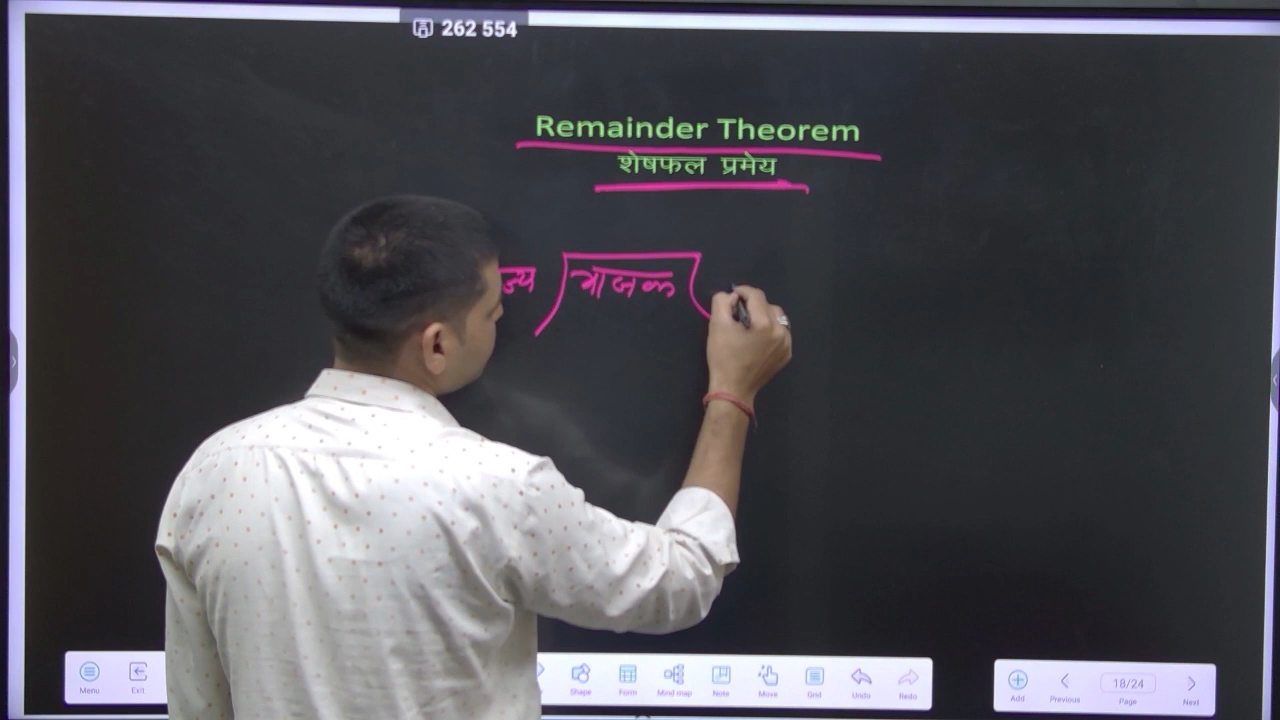 262 554
Remainder Theorem
शेषफल प्रमेय
ज्य भाजक
Menu Exit Shape Form Mind map Note Move Grid Undo Redo Add Previous 18/24 Page Next